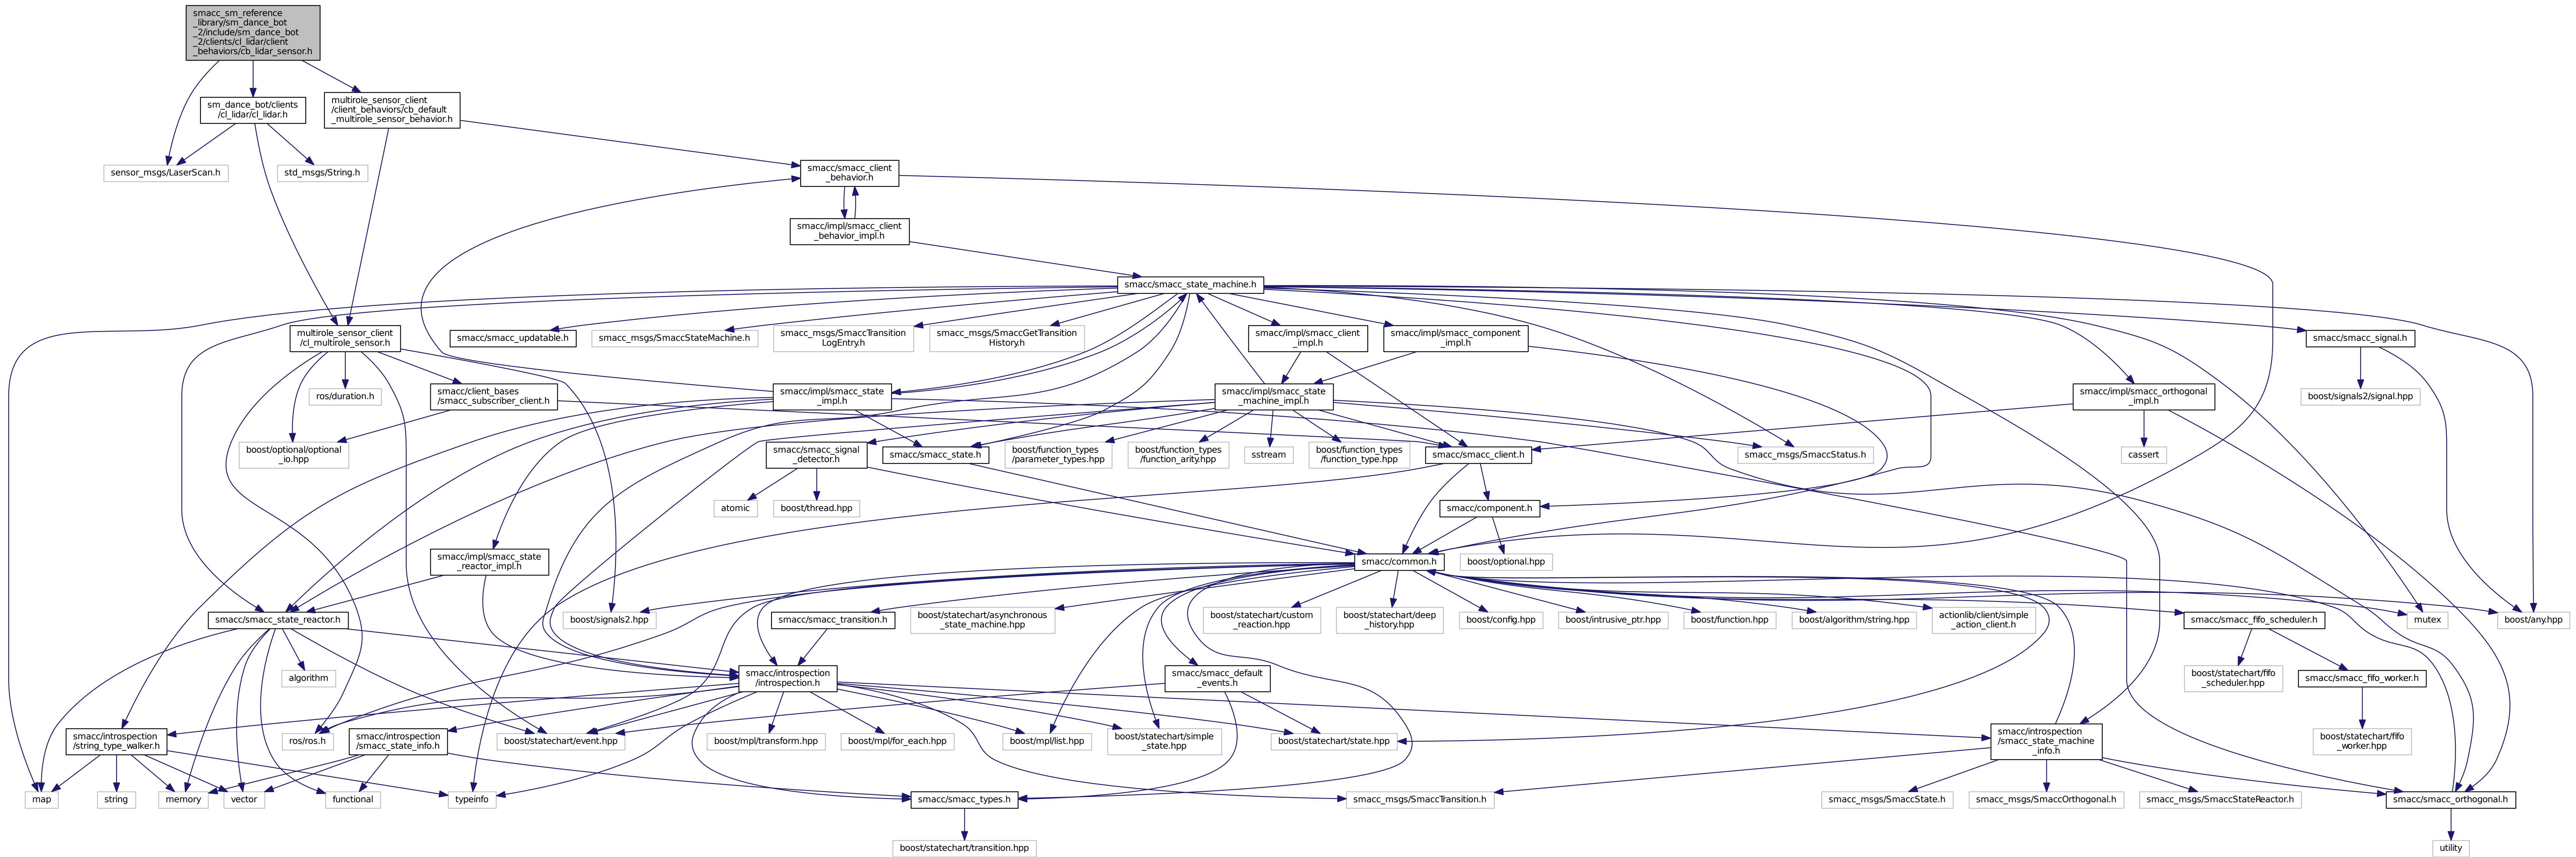 smacc_sm_reference
_library/sm_dance_bot
_2/include/sm_dance_bot
_2/clients/cl_lidar/client
_behaviors/cb_lidar_sensor.h
sm_dance_bot/clients
/cl_lidar/cl_lidar.h
multirole_sensor_client
/client_behaviors/cb_default
_multirole_sensor_behavior.h
sensor_msgs/LaserScan.h
std_msgs/String.h
smacc/smacc_client
_behavior.h
smacc/impl/smacc_client
_behavior_impl.h
smacc/smacc_state_machine.h
multirole_sensor_client
/cl_multirole_sensor.h
smacc/smacc_updatable.h
smacc_msgs/SmaccStateMachine.h
smacc_msgs/SmaccTransition
LogEntry.h
smacc_msgs/SmaccGetTransition
History.h
smacc/impl/smacc_client
_impl.h
smacc/impl/smacc_component
_impl.h
smacc/smacc_signal.h
ros/duration.h
smacc/client_bases
/smacc_subscriber_client.h
smacc/impl/smacc_state
_impl.h
smacc/impl/smacc_state
_machine_impl.h
smacc/impl/smacc_orthogonal
_impl.h
boost/signals2/signal.hpp
boost/optional/optional
_io.hpp
smacc/smacc_signal
_detector.h
smacc/smacc_state.h
boost/function_types
/parameter_types.hpp
boost/function_types
/function_arity.hpp
sstream
boost/function_types
/function_type.hpp
smacc/smacc_client.h
smacc_msgs/SmaccStatus.h
cassert
atomic
boost/thread.hpp
smacc/component.h
smacc/impl/smacc_state
_reactor_impl.h
smacc/common.h
boost/optional.hpp
smacc/smacc_state_reactor.h
boost/signals2.hpp
smacc/smacc_transition.h
boost/statechart/asynchronous
_state_machine.hpp
boost/statechart/custom
_reaction.hpp
boost/statechart/deep
_history.hpp
boost/config.hpp
boost/intrusive_ptr.hpp
boost/function.hpp
boost/algorithm/string.hpp
actionlib/client/simple
_action_client.h
smacc/smacc_fifo_scheduler.h
mutex
boost/any.hpp
algorithm
smacc/introspection
/introspection.h
smacc/smacc_default
_events.h
boost/statechart/fifo
_scheduler.hpp
smacc/smacc_fifo_worker.h
smacc/introspection
/string_type_walker.h
ros/ros.h
smacc/introspection
/smacc_state_info.h
boost/statechart/event.hpp
boost/mpl/transform.hpp
boost/mpl/for_each.hpp
boost/mpl/list.hpp
boost/statechart/simple
_state.hpp
boost/statechart/state.hpp
smacc/introspection
/smacc_state_machine
_info.h
boost/statechart/fifo
_worker.hpp
map
string
memory
vector
functional
typeinfo
smacc/smacc_types.h
smacc_msgs/SmaccTransition.h
smacc_msgs/SmaccState.h
smacc_msgs/SmaccOrthogonal.h
smacc_msgs/SmaccStateReactor.h
smacc/smacc_orthogonal.h
boost/statechart/transition.hpp
utility